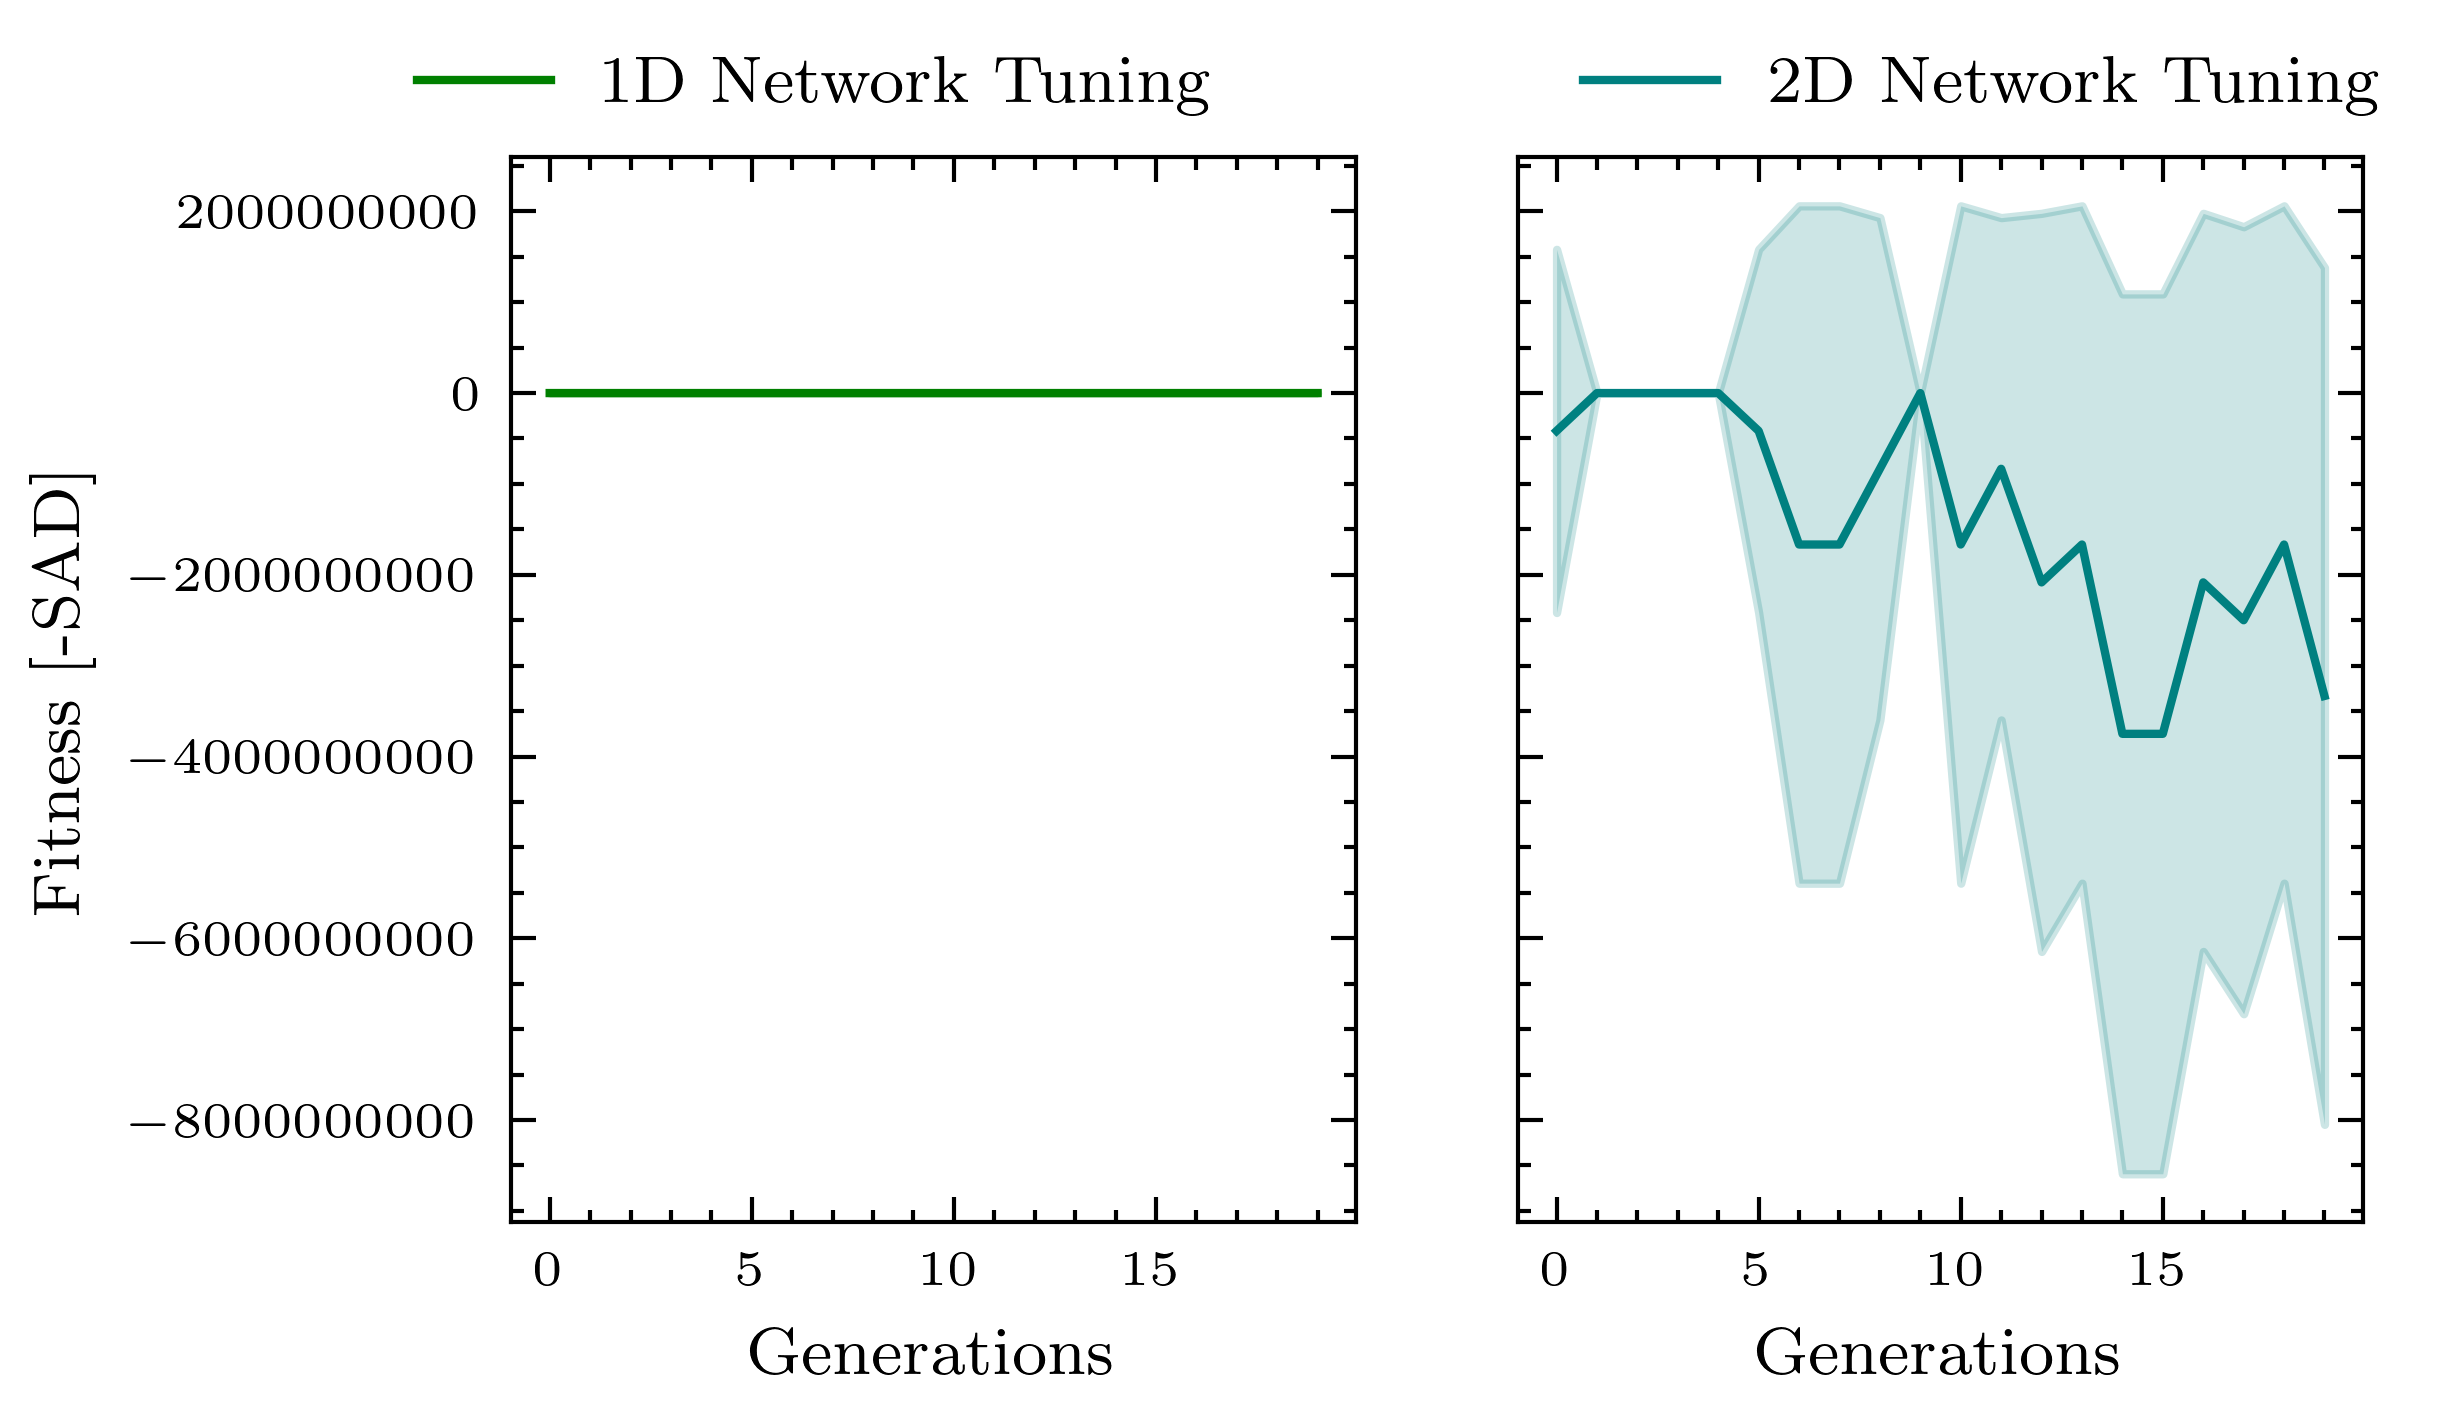 1D Network Tuning
2D Network Tuning
Fitness [-SAD]
2000000000
0
−2000000000
−4000000000
−6000000000
−8000000000
0 5 10 15
Generations
0 5 10 15
Generations